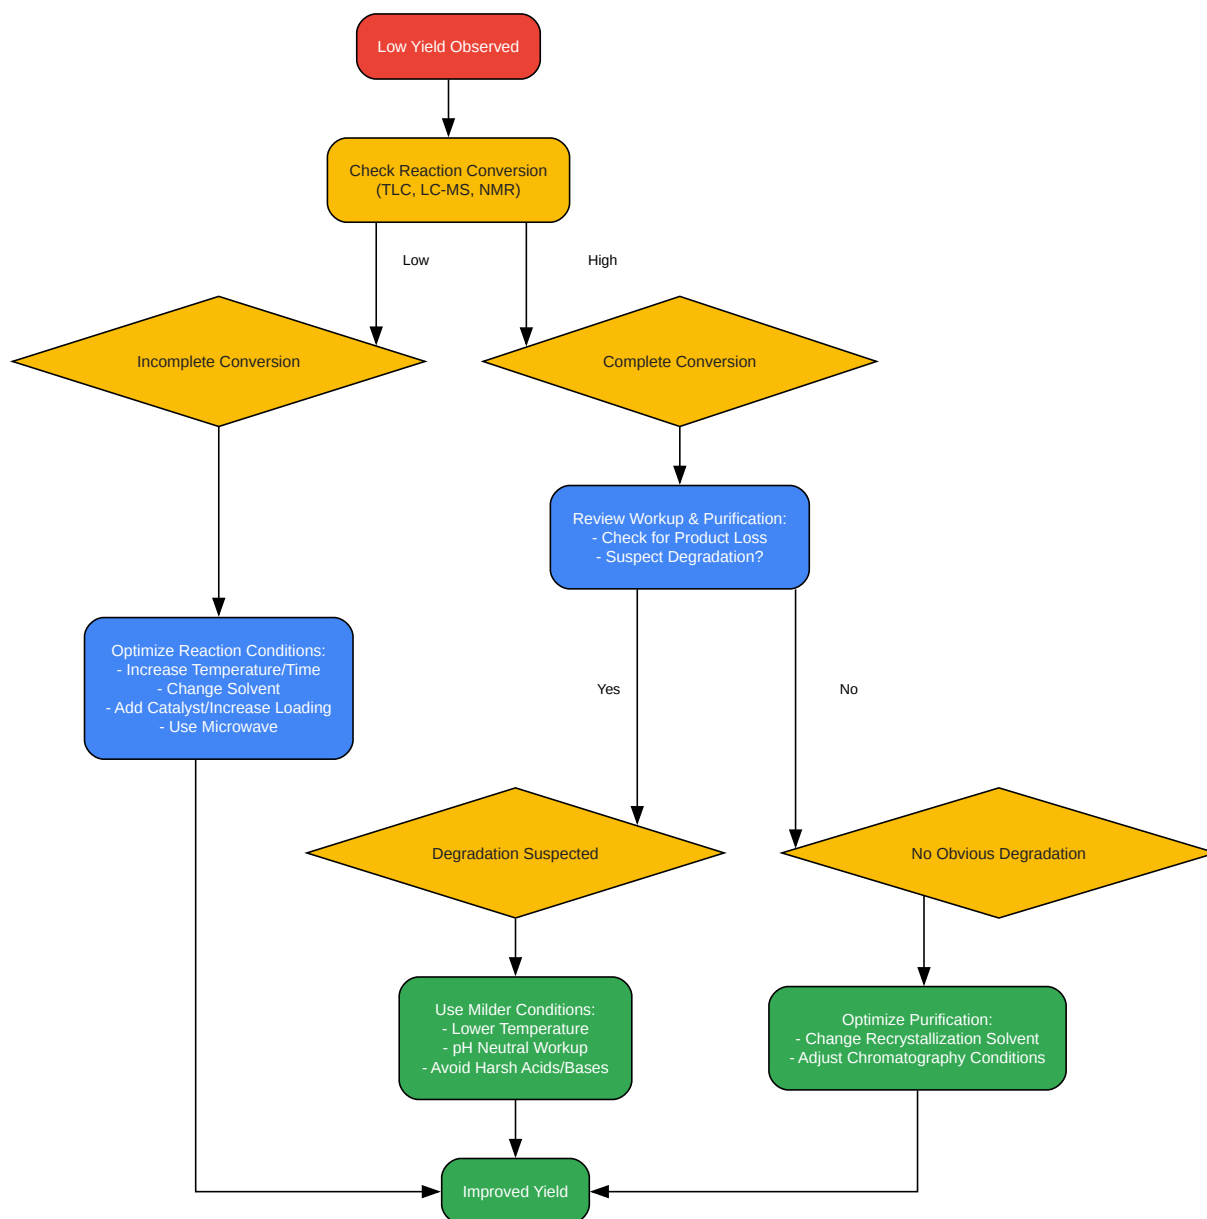 Low Yield Observed
Check Reaction Conversion
(TLC, LC-MS, NMR)
Low
High
Incomplete Conversion
Complete Conversion
Review Workup & Purification:
- Check for Product Loss
- Suspect Degradation?
Optimize Reaction Conditions:
- Increase Temperature/Time
- Change Solvent
- Add Catalyst/Increase Loading
- Use Microwave
Yes
No
Degradation Suspected
No Obvious Degradation
Use Milder Conditions:
- Lower Temperature
- pH Neutral Workup
- Avoid Harsh Acids/Bases
Optimize Purification:
- Change Recrystallization Solvent
- Adjust Chromatography Conditions
Improved Yield